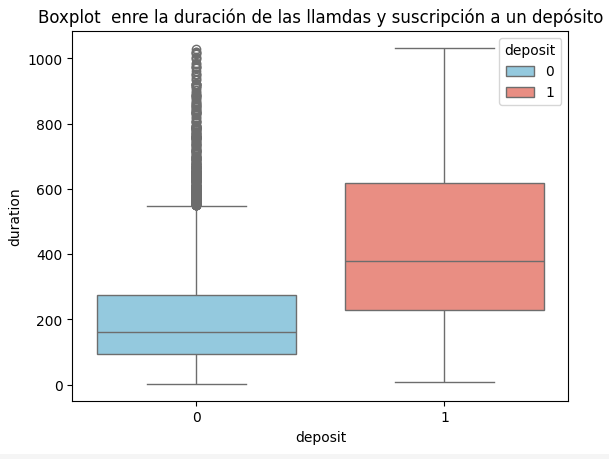 Boxplot  enre la duración de las llamdas y suscripción a un depósito
deposit
0
1
1000
800
600
400
200
0
duration
0
1
deposit